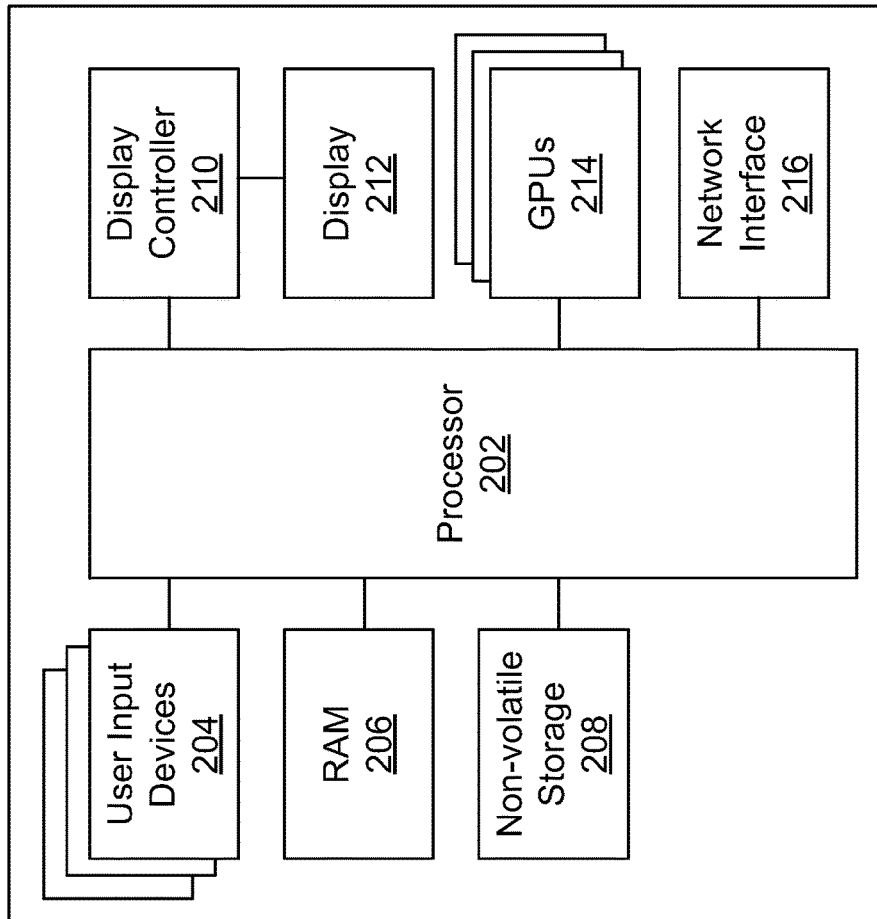 User Input
Devices
204
RAM
206
Non-volatile
Storage
208
Processor
202
Display
Controller
210
Display
212
GPUs
214
Network
Interface
216